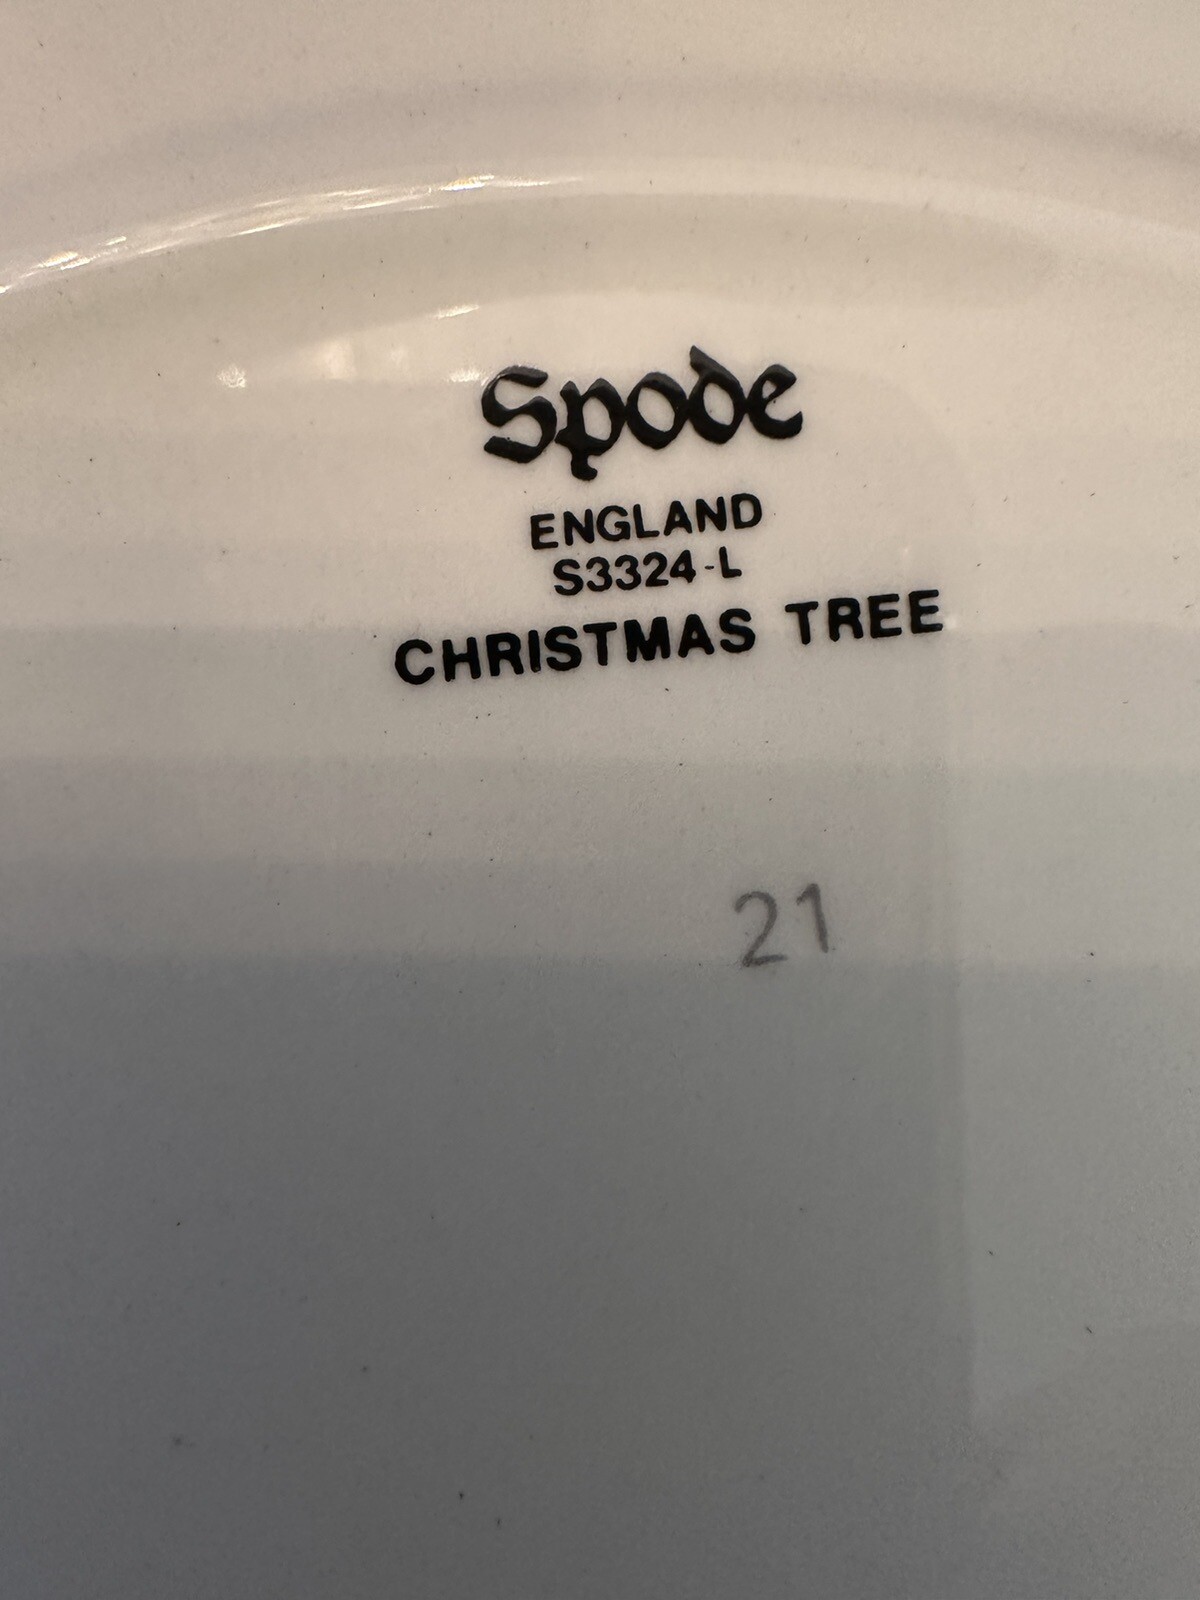 Spode
ENGLAND
S3324-L
CHRISTMAS TREE
21